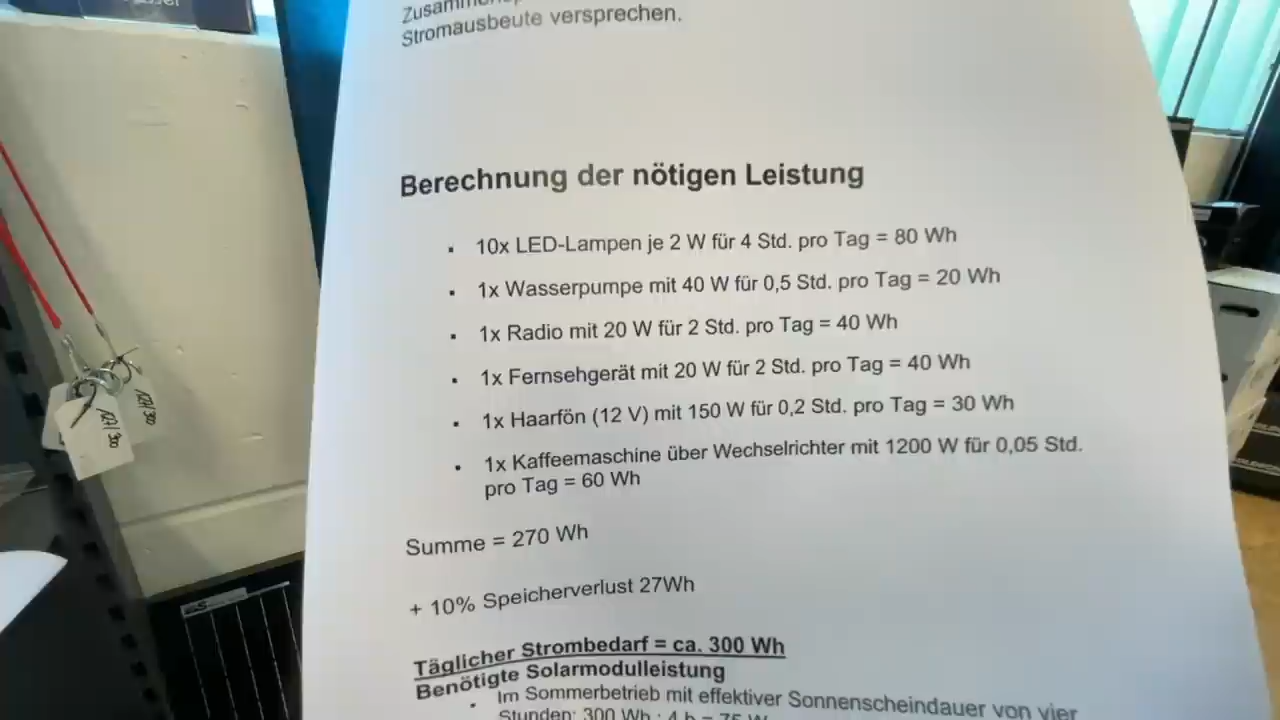 Stromausbeute versprechen.
Berechnung der nötigen Leistung
▪ 10x LED-Lampen je 2 W für 4 Std. pro Tag = 80 Wh
▪ 1x Wasserpumpe mit 40 W für 0,5 Std. pro Tag = 20 Wh
▪ 1x Radio mit 20 W für 2 Std. pro Tag = 40 Wh
▪ 1x Fernsehgerät mit 20 W für 2 Std. pro Tag = 40 Wh
▪ 1x Haarfön (12 V) mit 150 W für 0,2 Std. pro Tag = 30 Wh
▪ 1x Kaffeemaschine über Wechselrichter mit 1200 W für 0,05 Std.
pro Tag = 60 Wh
Summe = 270 Wh
+ 10% Speicherverlust 27Wh
Täglicher Strombedarf = ca. 300 Wh
Benötigte Solarmodulleistung
▪ Im Sommerbetrieb mit effektiver Sonnenscheindauer von vier
Stunden: 300 Wh : 4 h = 75 W